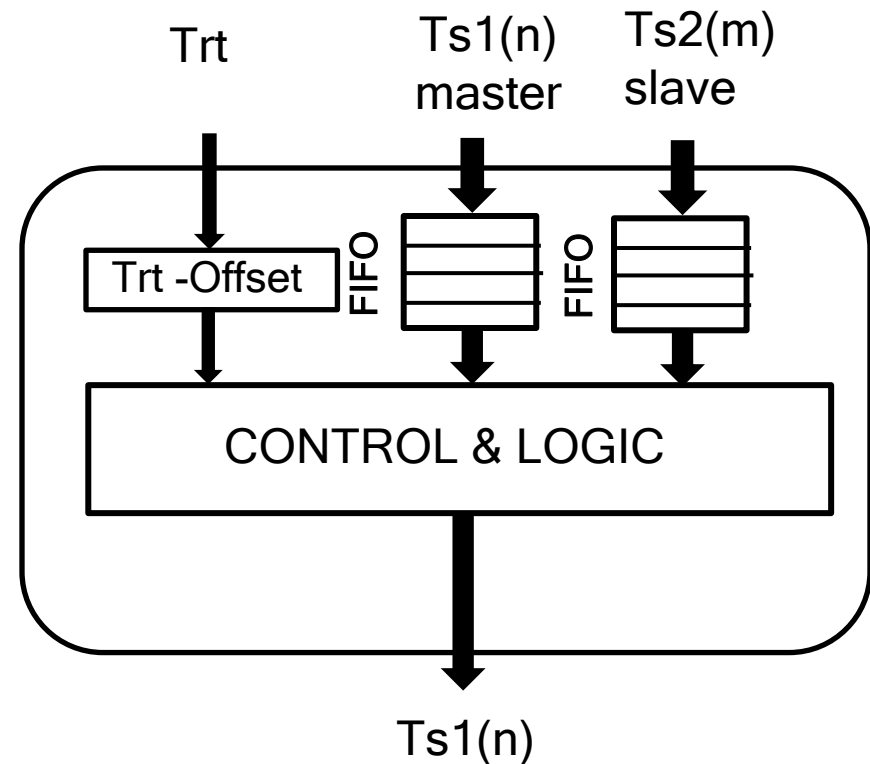 Trt
Ts1(n)
master
Ts2(m)
slave
Trt -Offset
FIFO
FIFO
CONTROL & LOGIC
Ts1(n)